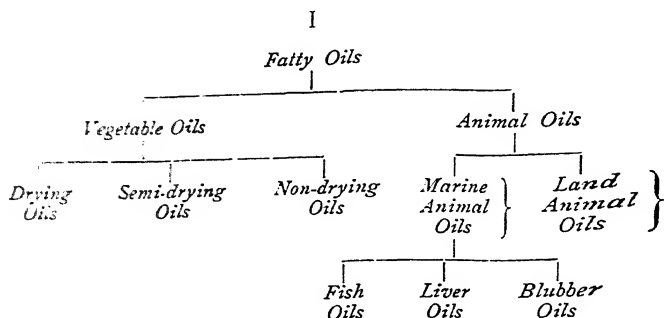 I
Fatty Oils
Vegetable Oils
Animal Oils
Drying
Oils
Semi-drying
Oils
Non-drying
Oils
Marine
Animal
Oils
Land
Animal
Oils
Fish
Oils
Liver
Oils
Blubber
Oils